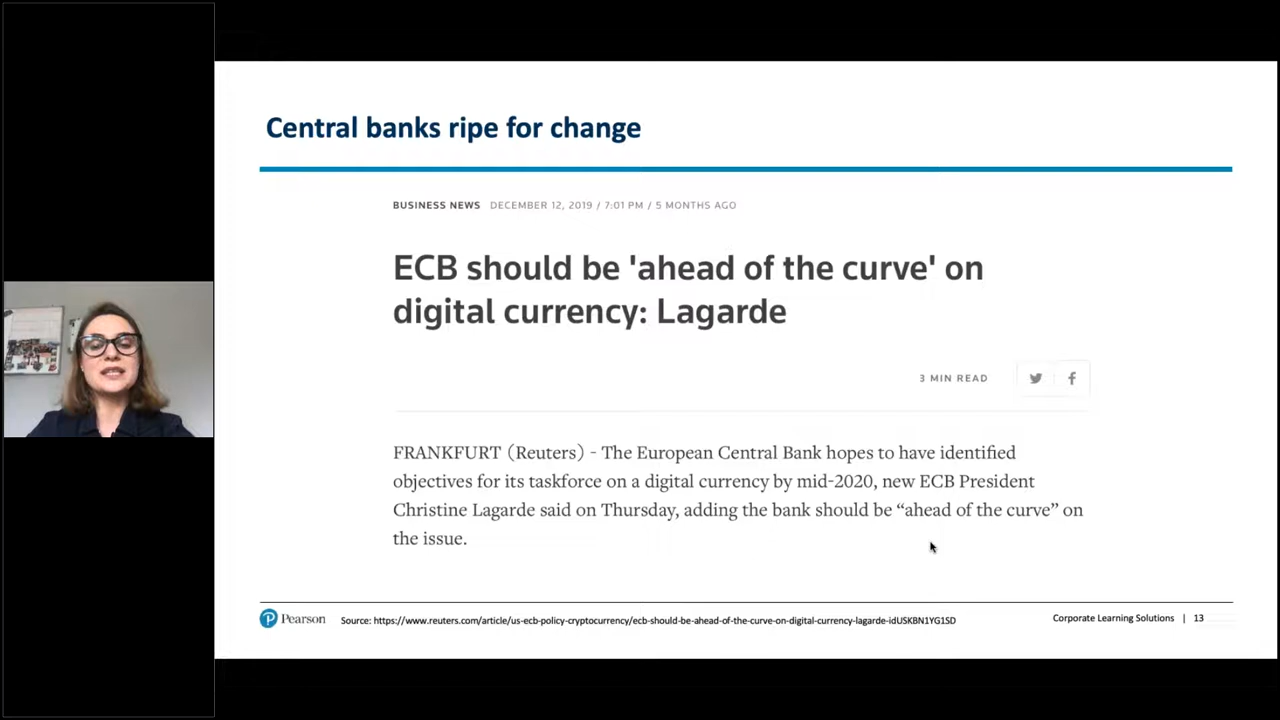 Central banks ripe for change
BUSINESS NEWS DECEMBER 12, 2019 / 7:01 PM / 5 MONTHS AGO
ECB should be 'ahead of the curve' on
digital currency: Lagarde
3 MIN READ
FRANKFURT (Reuters) - The European Central Bank hopes to have identified
objectives for its taskforce on a digital currency by mid-2020, new ECB President
Christine Lagarde said on Thursday, adding the bank should be “ahead of the curve” on
the issue.
Pearson Source: https://www.reuters.com/article/us-ecb-policy-cryptocurrency/ecb-should-be-ahead-of-the-curve-on-digital-currency-lagarde-idUSKBN1YG1SD Corporate Learning Solutions | 13